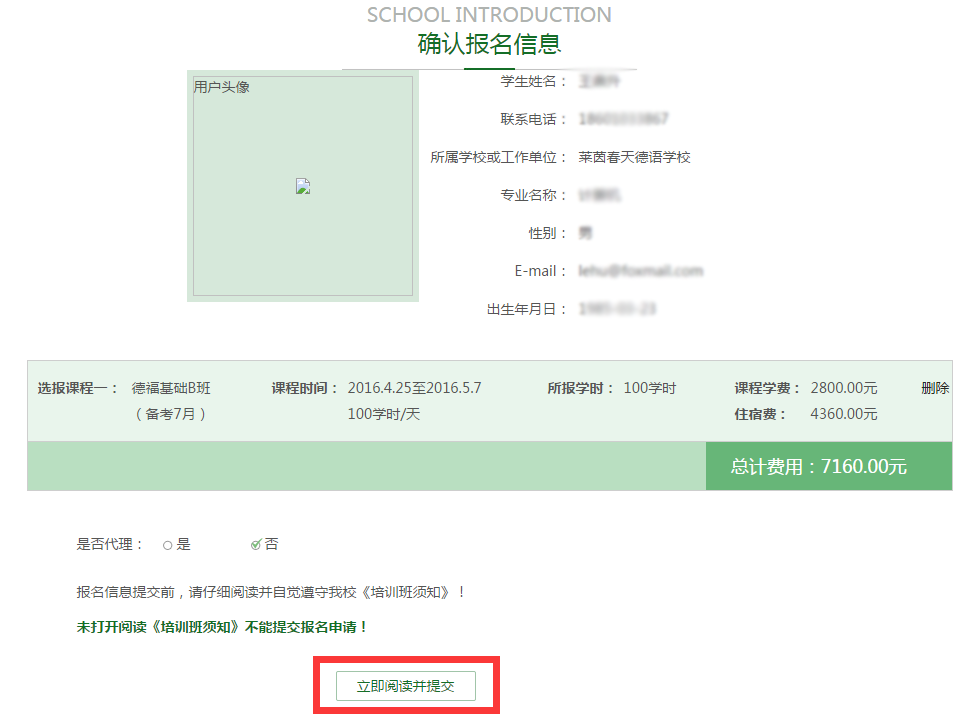 SCHOOL INTRODUCTION
确认报名信息
用户头像
学生姓名：
联系电话：
所属学校或工作单位： 莱茵春天德语学校
专业名称：
性别： 男
E-mail：
出生年月日：
选报课程一： 德福基础B班 课程时间： 2016.4.25至2016.5.7 所报学时： 100学时 课程学费： 2800.00元 删除
（备考7月） 100学时/天 住宿费： 4360.00元
总计费用：7160.00元
是否代理： 是 否
报名信息提交前，请仔细阅读并自觉遵守我校《培训班须知》！
未打开阅读《培训班须知》不能提交报名申请！
立即阅读并提交